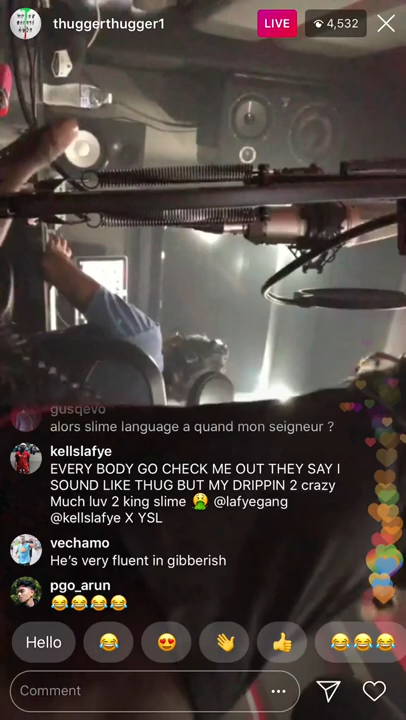 thuggerthugger1
LIVE
4,532
gusqevo
alors slime language a quand mon seigneur ?
kellslafye
EVERY BODY GO CHECK ME OUT THEY SAY I
SOUND LIKE THUG BUT MY DRIPPIN 2 crazy
Much luv 2 king slime 🤮 @lafyegang
@kellslafye X YSL
vechamo
He's very fluent in gibberish
pgo_arun
😂😂😂😂
Hello 😂 😍 👋 👍 😂😂😂
Comment